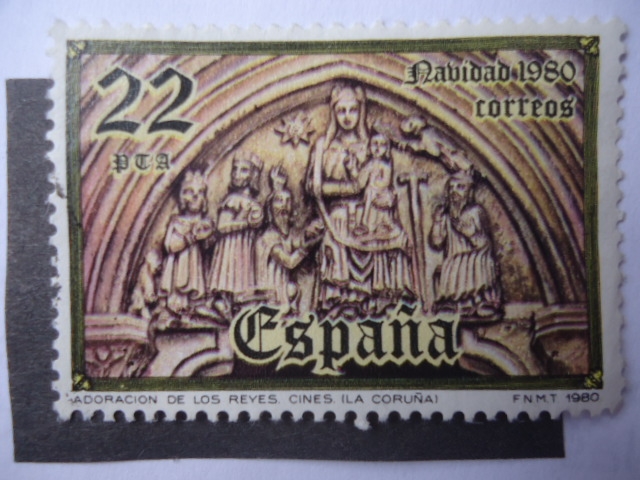 22
PTA
Navidad 1980
correos
España
ADORACION DE LOS REYES. CINES. (LA CORUÑA)
F.N.M.T. 1980